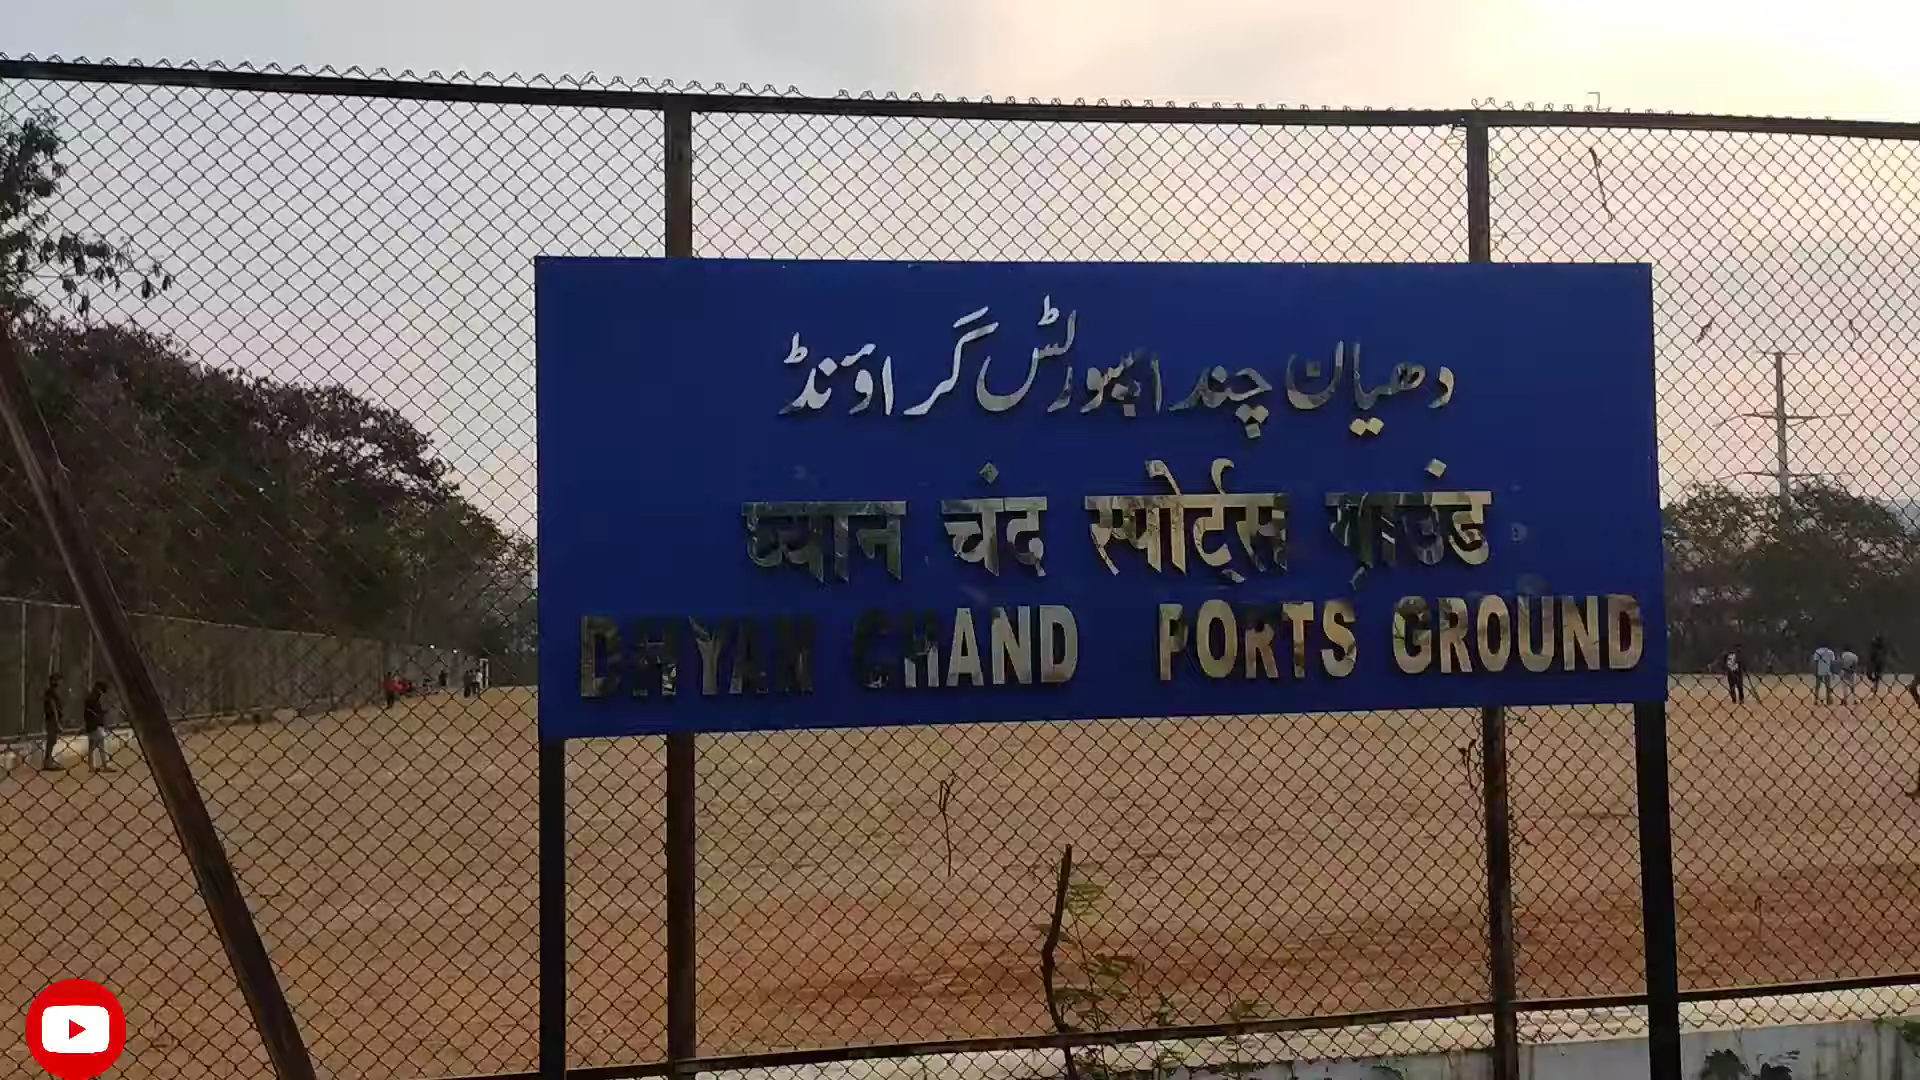 دھیان چند اسپورٹس گراؤنڈ
ध्यान चंद स्पोर्ट्स ग्राउंड
DHYAN CHAND PORTS GROUND